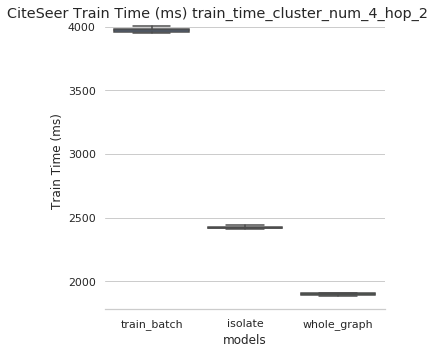 CiteSeer Train Time (ms) train_time_cluster_num_4_hop_2
4000
3500
3000
2500
2000
Train Time (ms)
train_batch isolate whole_graph
models